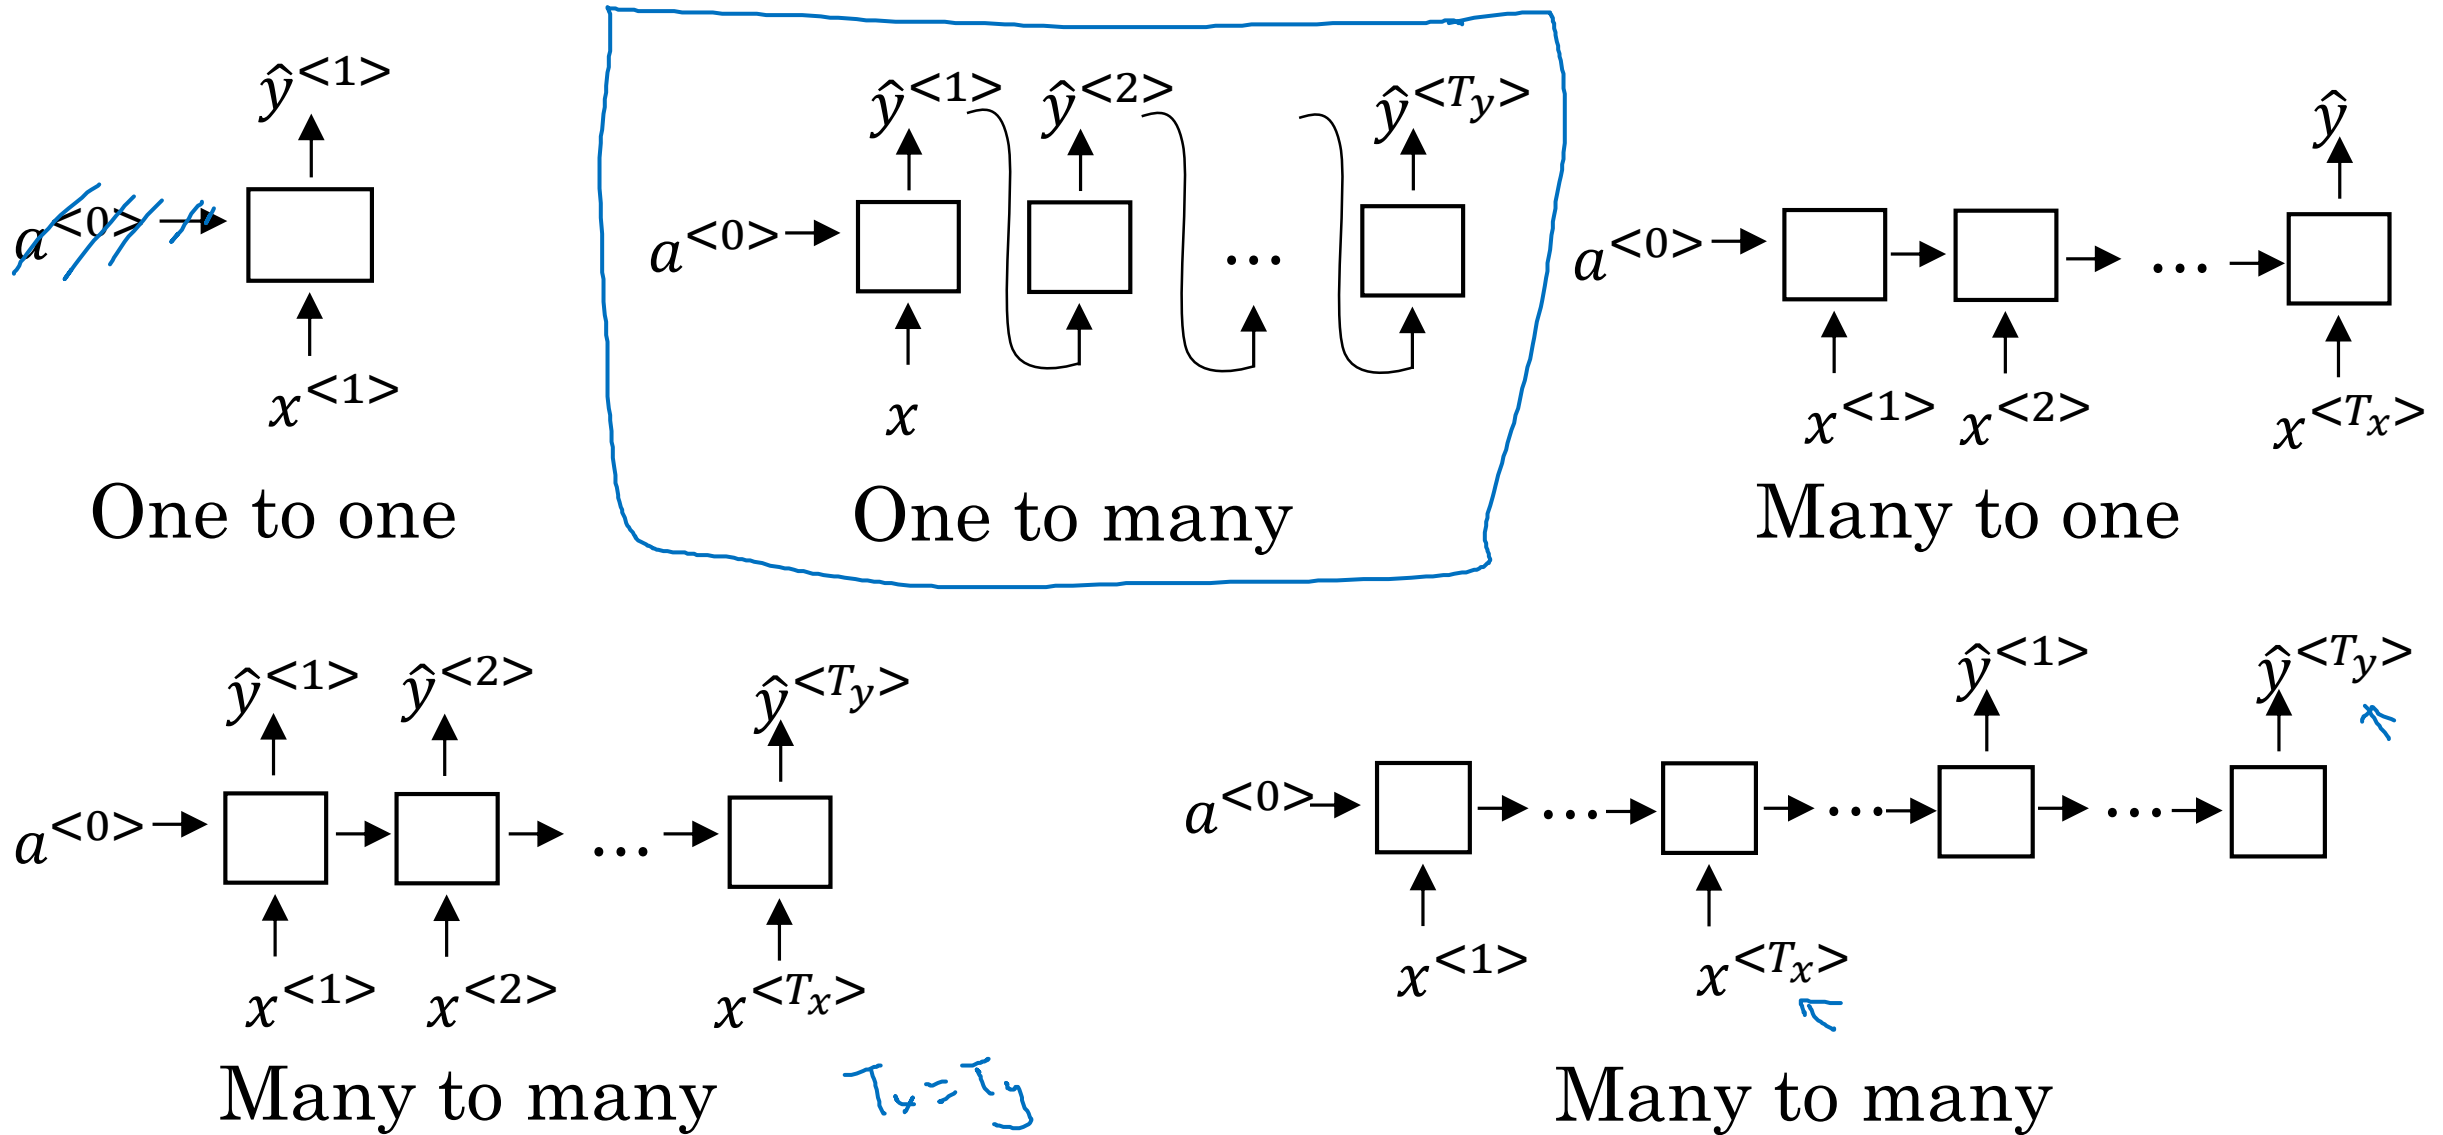 ŷ<1>
a<0>
x<1>
One to one
ŷ<1> ŷ<2> ŷ<Ty>
a<0> ...
x
One to many
ŷ
a<0> ...
x<1> x<2> x<Tx>
Many to one
ŷ<1> ŷ<2> ŷ<Ty>
a<0> ...
x<1> x<2> x<Tx>
Many to many
Tx = Ty
ŷ<1> ŷ<Ty>
a<0> ... ... ...
x<1> x<Tx>
Many to many